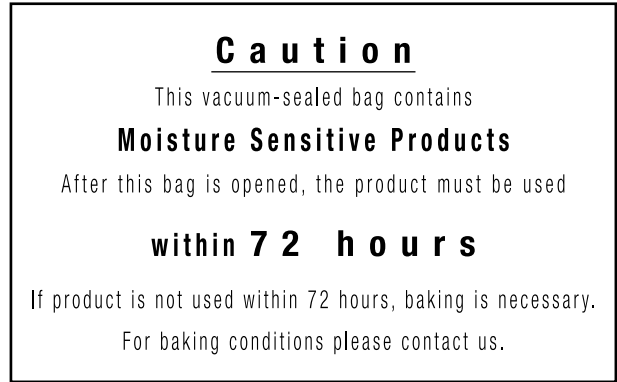 Caution
This vacuum-sealed bag contains
Moisture Sensitive Products
After this bag is opened, the product must be used
within 72 hours
If product is not used within 72 hours, baking is necessary.
For baking conditions please contact us.